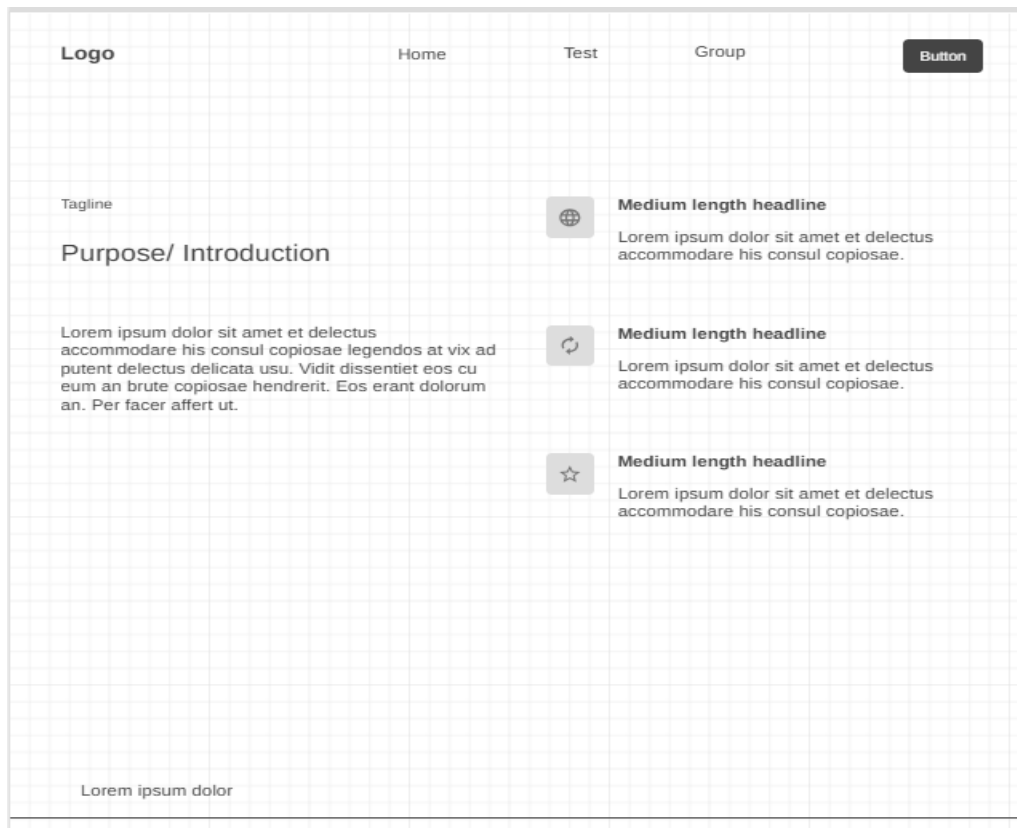 Logo
Home
Test
Group
Button
Tagline
Purpose/ Introduction
Lorem ipsum dolor sit amet et delectus
accommodare his consul copiosae legendos at vix ad
putent delectus delicata usu. Vidit dissentiet eos cu
eum an brute copiosae hendrerit. Eos erant dolorum
an. Per facer affert ut.
Medium length headline
Lorem ipsum dolor sit amet et delectus
accommodare his consul copiosae.
Medium length headline
Lorem ipsum dolor sit amet et delectus
accommodare his consul copiosae.
Medium length headline
Lorem ipsum dolor sit amet et delectus
accommodare his consul copiosae.
Lorem ipsum dolor